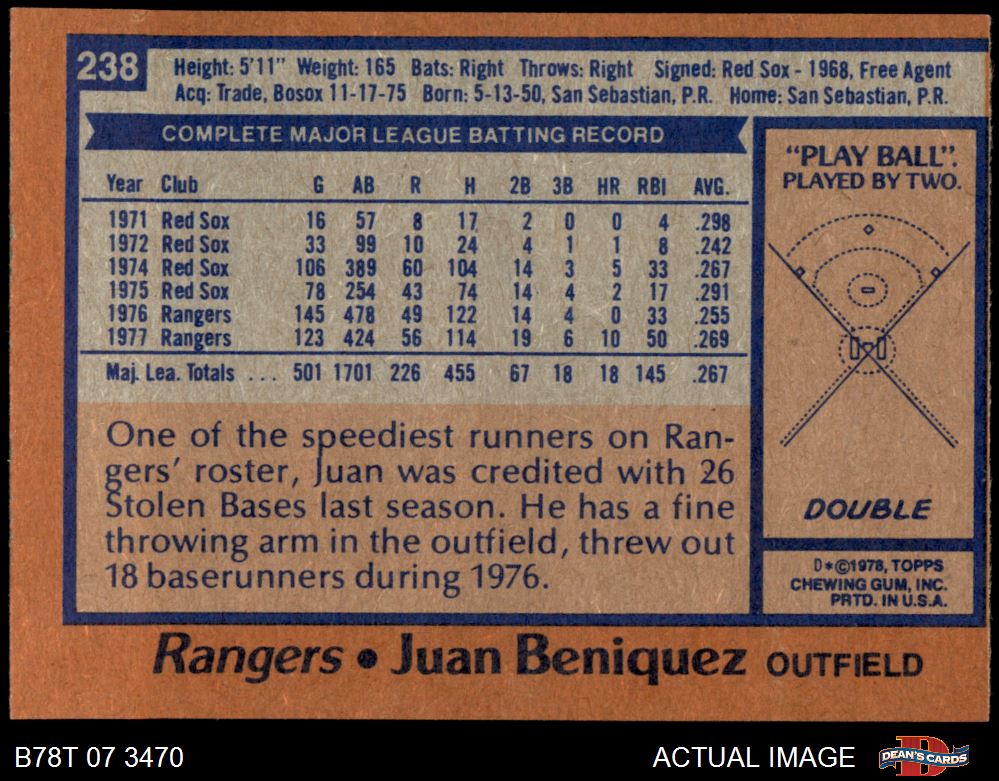 238
Height: 5'11" Weight: 165 Bats: Right Throws: Right Signed: Red Sox - 1968, Free Agent
Acq: Trade, Bosox 11-17-75 Born: 5-13-50, San Sebastian, P.R. Home: San Sebastian, P.R.
COMPLETE MAJOR LEAGUE BATTING RECORD
Year Club G AB R H 2B 3B HR RBI AVG.
1971 Red Sox 16 57 8 17 2 0 0 4 .298
1972 Red Sox 33 99 10 24 4 1 1 8 .242
1974 Red Sox 106 389 60 104 14 3 5 33 .267
1975 Red Sox 78 254 43 74 14 4 2 17 .291
1976 Rangers 145 478 49 122 14 4 0 33 .255
1977 Rangers 123 424 56 114 19 6 10 50 .269
Maj. Lea. Totals ... 501 1701 226 455 67 18 18 145 .267
One of the speediest runners on Ran-
gers' roster, Juan was credited with 26
Stolen Bases last season. He has a fine
throwing arm in the outfield, threw out
18 baserunners during 1976.
"PLAY BALL".
PLAYED BY TWO.
DOUBLE
D*©1978, TOPPS
CHEWING GUM, INC.
PRTD. IN U.S.A.
Rangers • Juan Beniquez OUTFIELD
B78T 07 3470 ACTUAL IMAGE DEAN'S CARDS